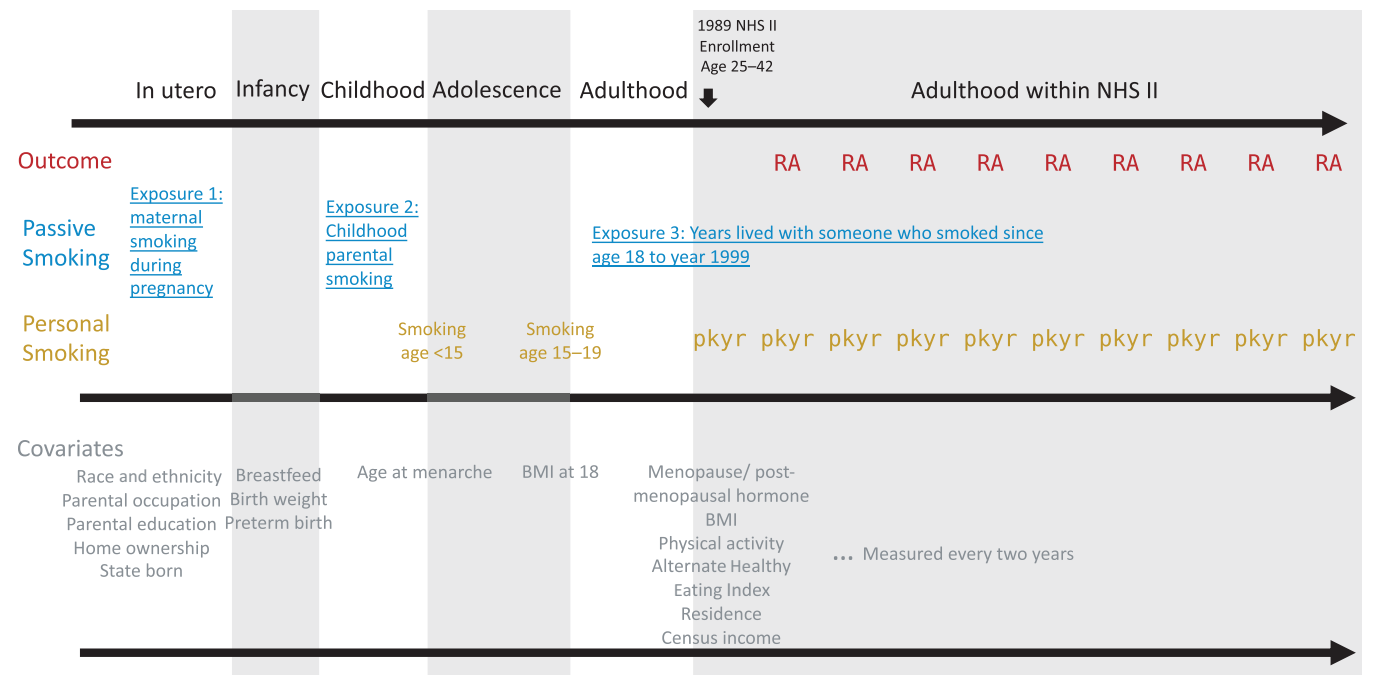 1989 NHS II
Enrollment
Age 25–42
In utero Infancy Childhood Adolescence Adulthood Adulthood within NHS II
Outcome
RA RA RA RA RA RA RA RA RA
Passive
Smoking
Exposure 1:
maternal
smoking
during
pregnancy
Exposure 2:
Childhood
parental
smoking
Exposure 3: Years lived with someone who smoked since
age 18 to year 1999
Personal
Smoking
Smoking
age <15
Smoking
age 15–19
pkyr pkyr pkyr pkyr pkyr pkyr pkyr pkyr pkyr pkyr
Covariates
Race and ethnicity
Parental occupation
Parental education
Home ownership
State born
Breastfeed
Birth weight
Preterm birth
Age at menarche
BMI at 18
Menopause/ post-
menopausal hormone
BMI
Physical activity
Alternate Healthy
Eating Index
Residence
Census income
... Measured every two years